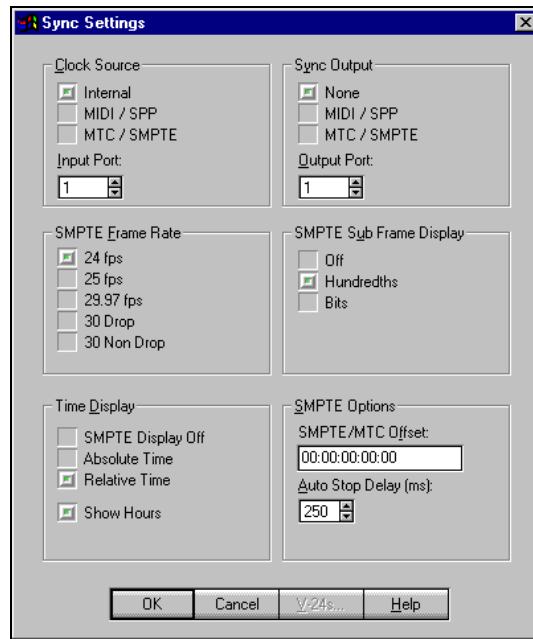 Sync Settings
Clock Source
Internal
MIDI / SPP
MTC / SMPTE
Input Port:
1
Sync Output
None
MIDI / SPP
MTC / SMPTE
Output Port:
1
SMPTE Frame Rate
24 fps
25 fps
29.97 fps
30 Drop
30 Non Drop
SMPTE Sub Frame Display
Off
Hundredths
Bits
Time Display
SMPTE Display Off
Absolute Time
Relative Time
Show Hours
SMPTE Options
SMPTE/MTC Offset:
00:00:00:00:00
Auto Stop Delay (ms):
250
OK Cancel V-24s... Help